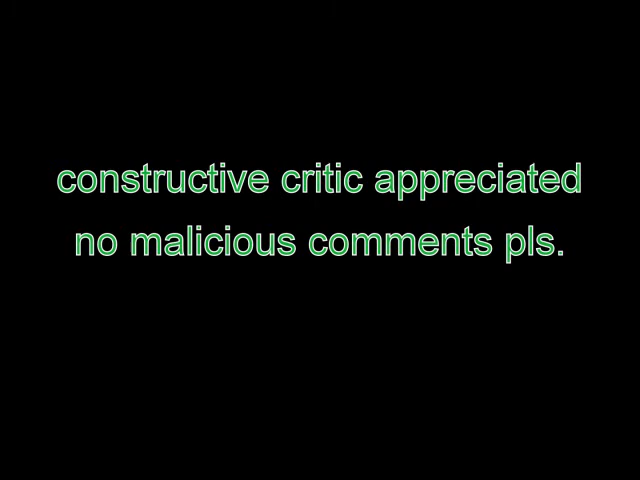 constructive critic appreciated
no malicious comments pls.